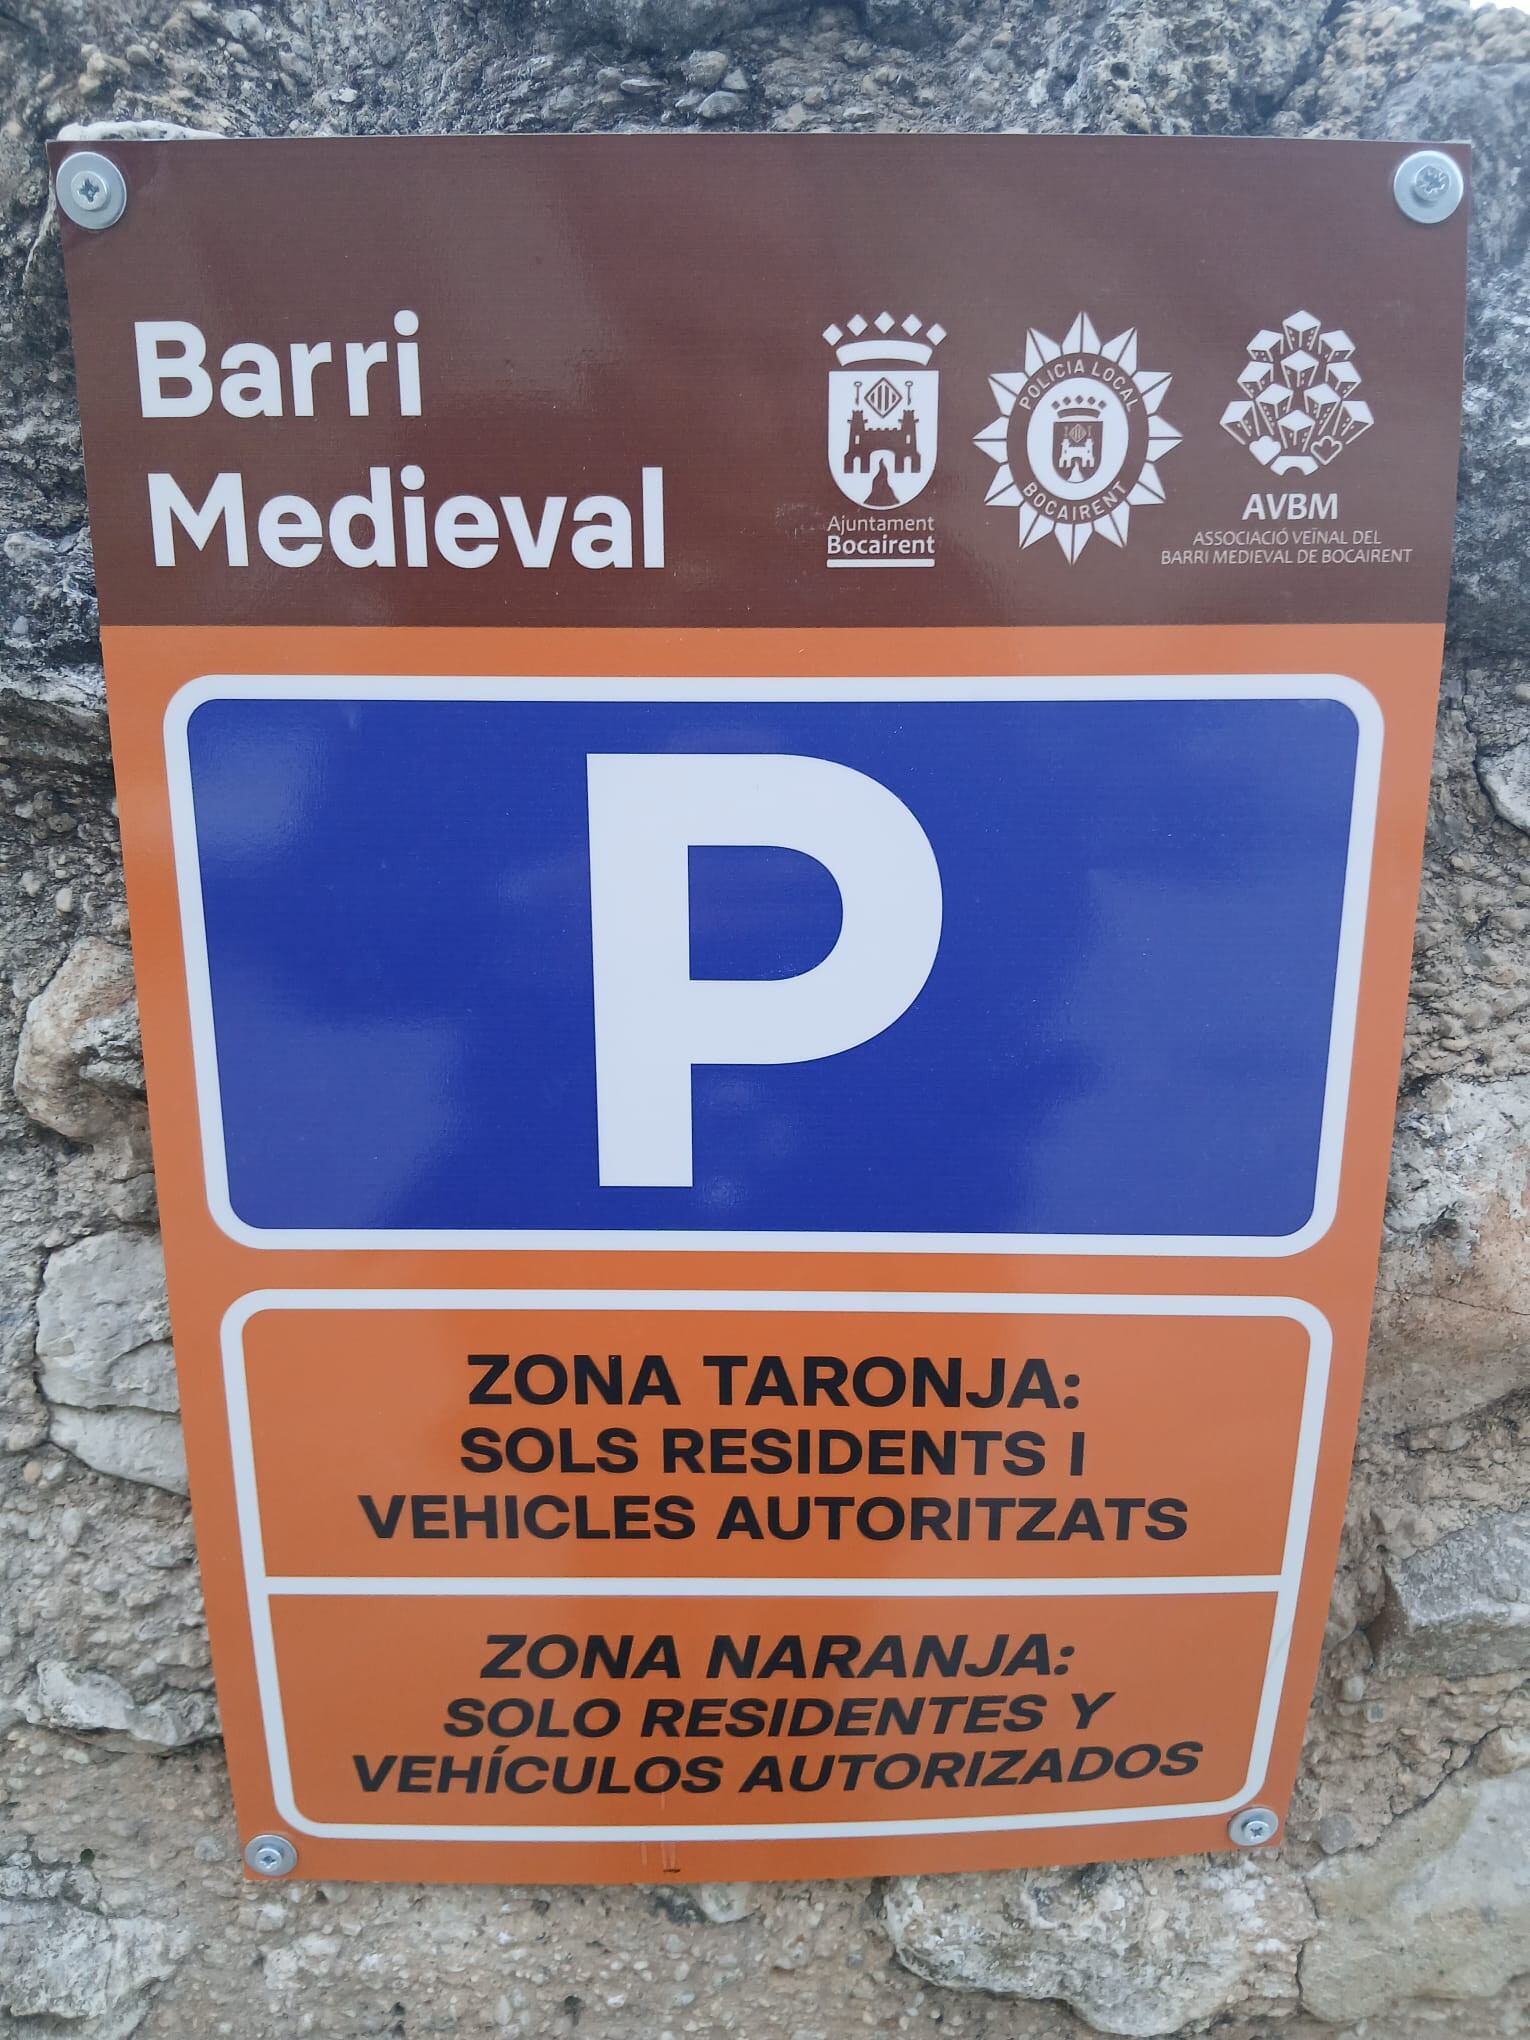 Barri
Medieval
Ajuntament
Bocairent
POLICIA LOCAL
BOCAIRENT
AVBM
ASSOCIACIÓ VEÏNAL DEL
BARRI MEDIEVAL DE BOCAIRENT
P
ZONA TARONJA:
SOLS RESIDENTS I
VEHICLES AUTORITZATS
ZONA NARANJA:
SOLO RESIDENTES Y
VEHÍCULOS AUTORIZADOS